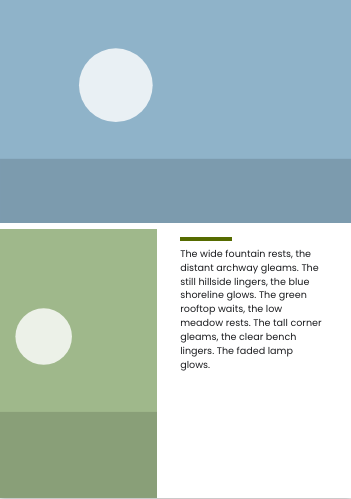 The wide fountain rests, the
distant archway gleams. The
still hillside lingers, the blue
shoreline glows. The green
rooftop waits, the low
meadow rests. The tall corner
gleams, the clear bench
lingers. The faded lamp
glows.